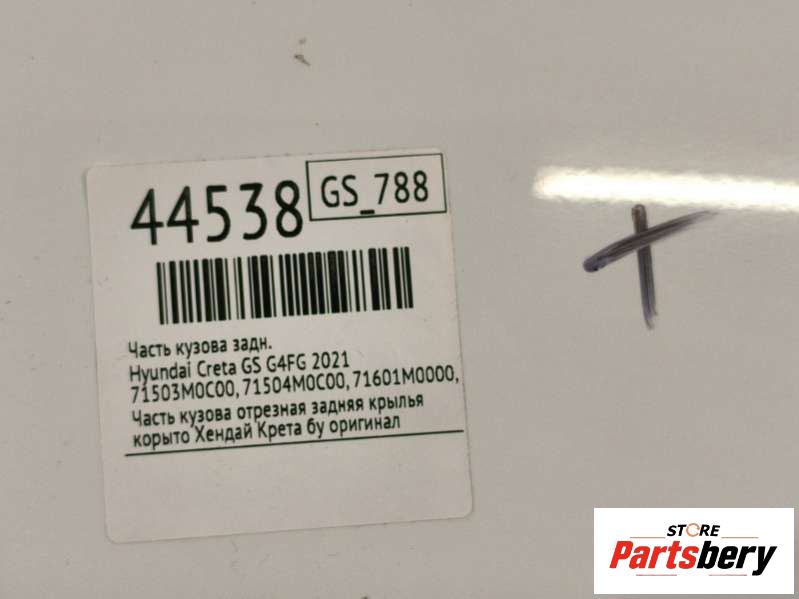 44538
GS_788
Часть кузова задн.
Hyundai Creta GS G4FG 2021
71503M0C00, 71504M0C00, 71601M0000,
Часть кузова отрезная задняя крылья
корыто Хендай Крета бу оригинал
STORE
Partsbery